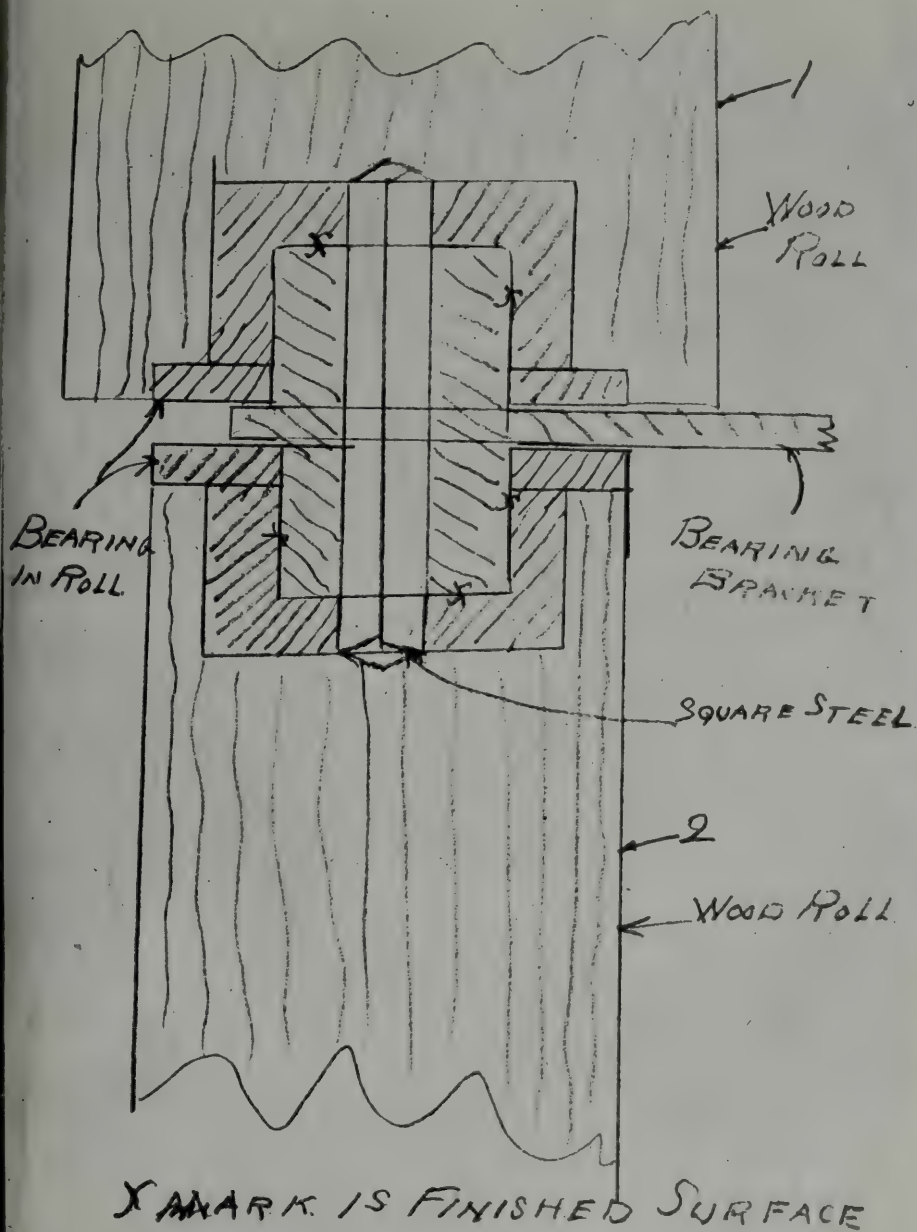 1
WOOD
ROLL
BEARING
IN ROLL
BEARING
BRACKET
SQUARE STEEL
2
WOOD ROLL
X MARK IS FINISHED SURFACE